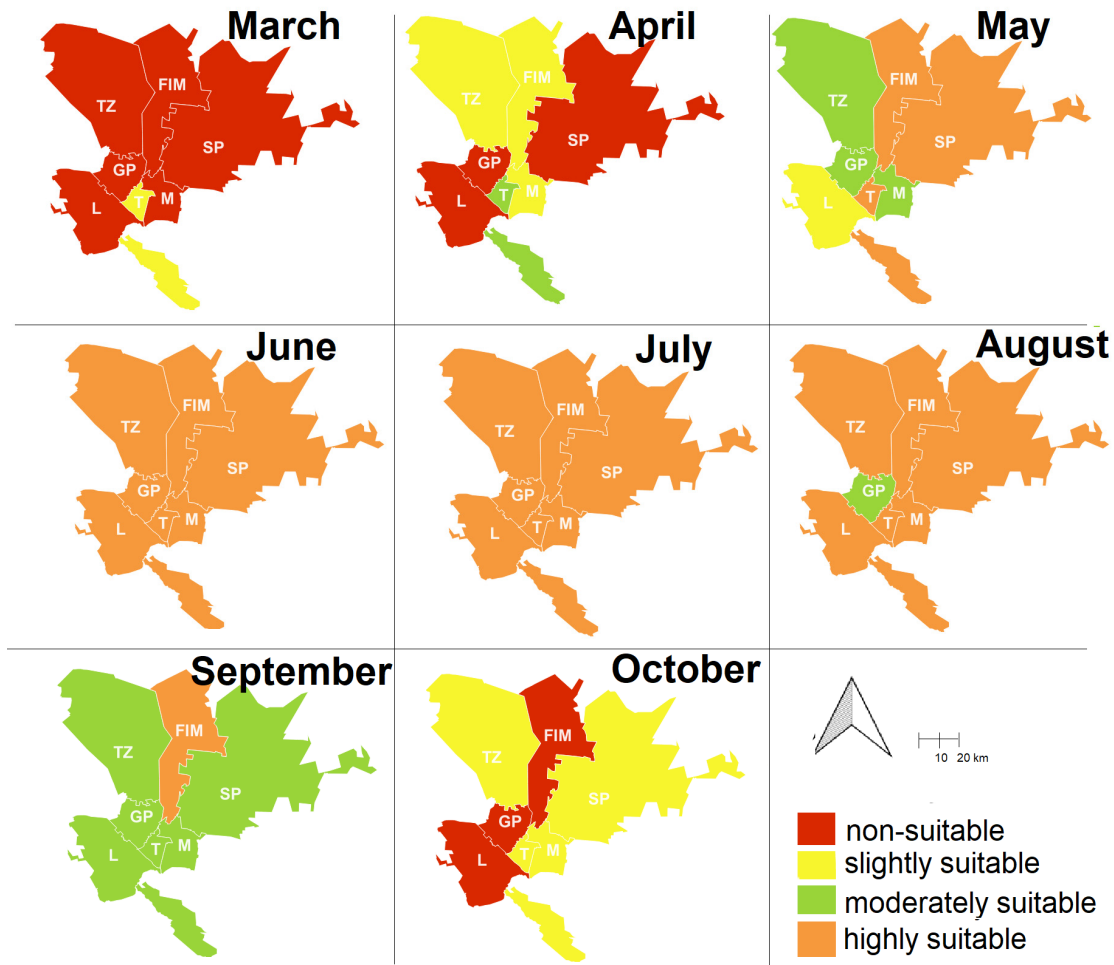 March
TZ
FIM
SP
GP
L
T
M
April
TZ
FIM
SP
GP
L
T
M
May
TZ
FIM
SP
GP
L
T
M
June
TZ
FIM
SP
GP
L
T
M
July
TZ
FIM
SP
GP
L
T
M
August
TZ
FIM
SP
GP
L
T
M
September
TZ
FIM
SP
GP
L
T
M
October
TZ
FIM
SP
GP
L
T
M
10 20 km
non-suitable
slightly suitable
moderately suitable
highly suitable